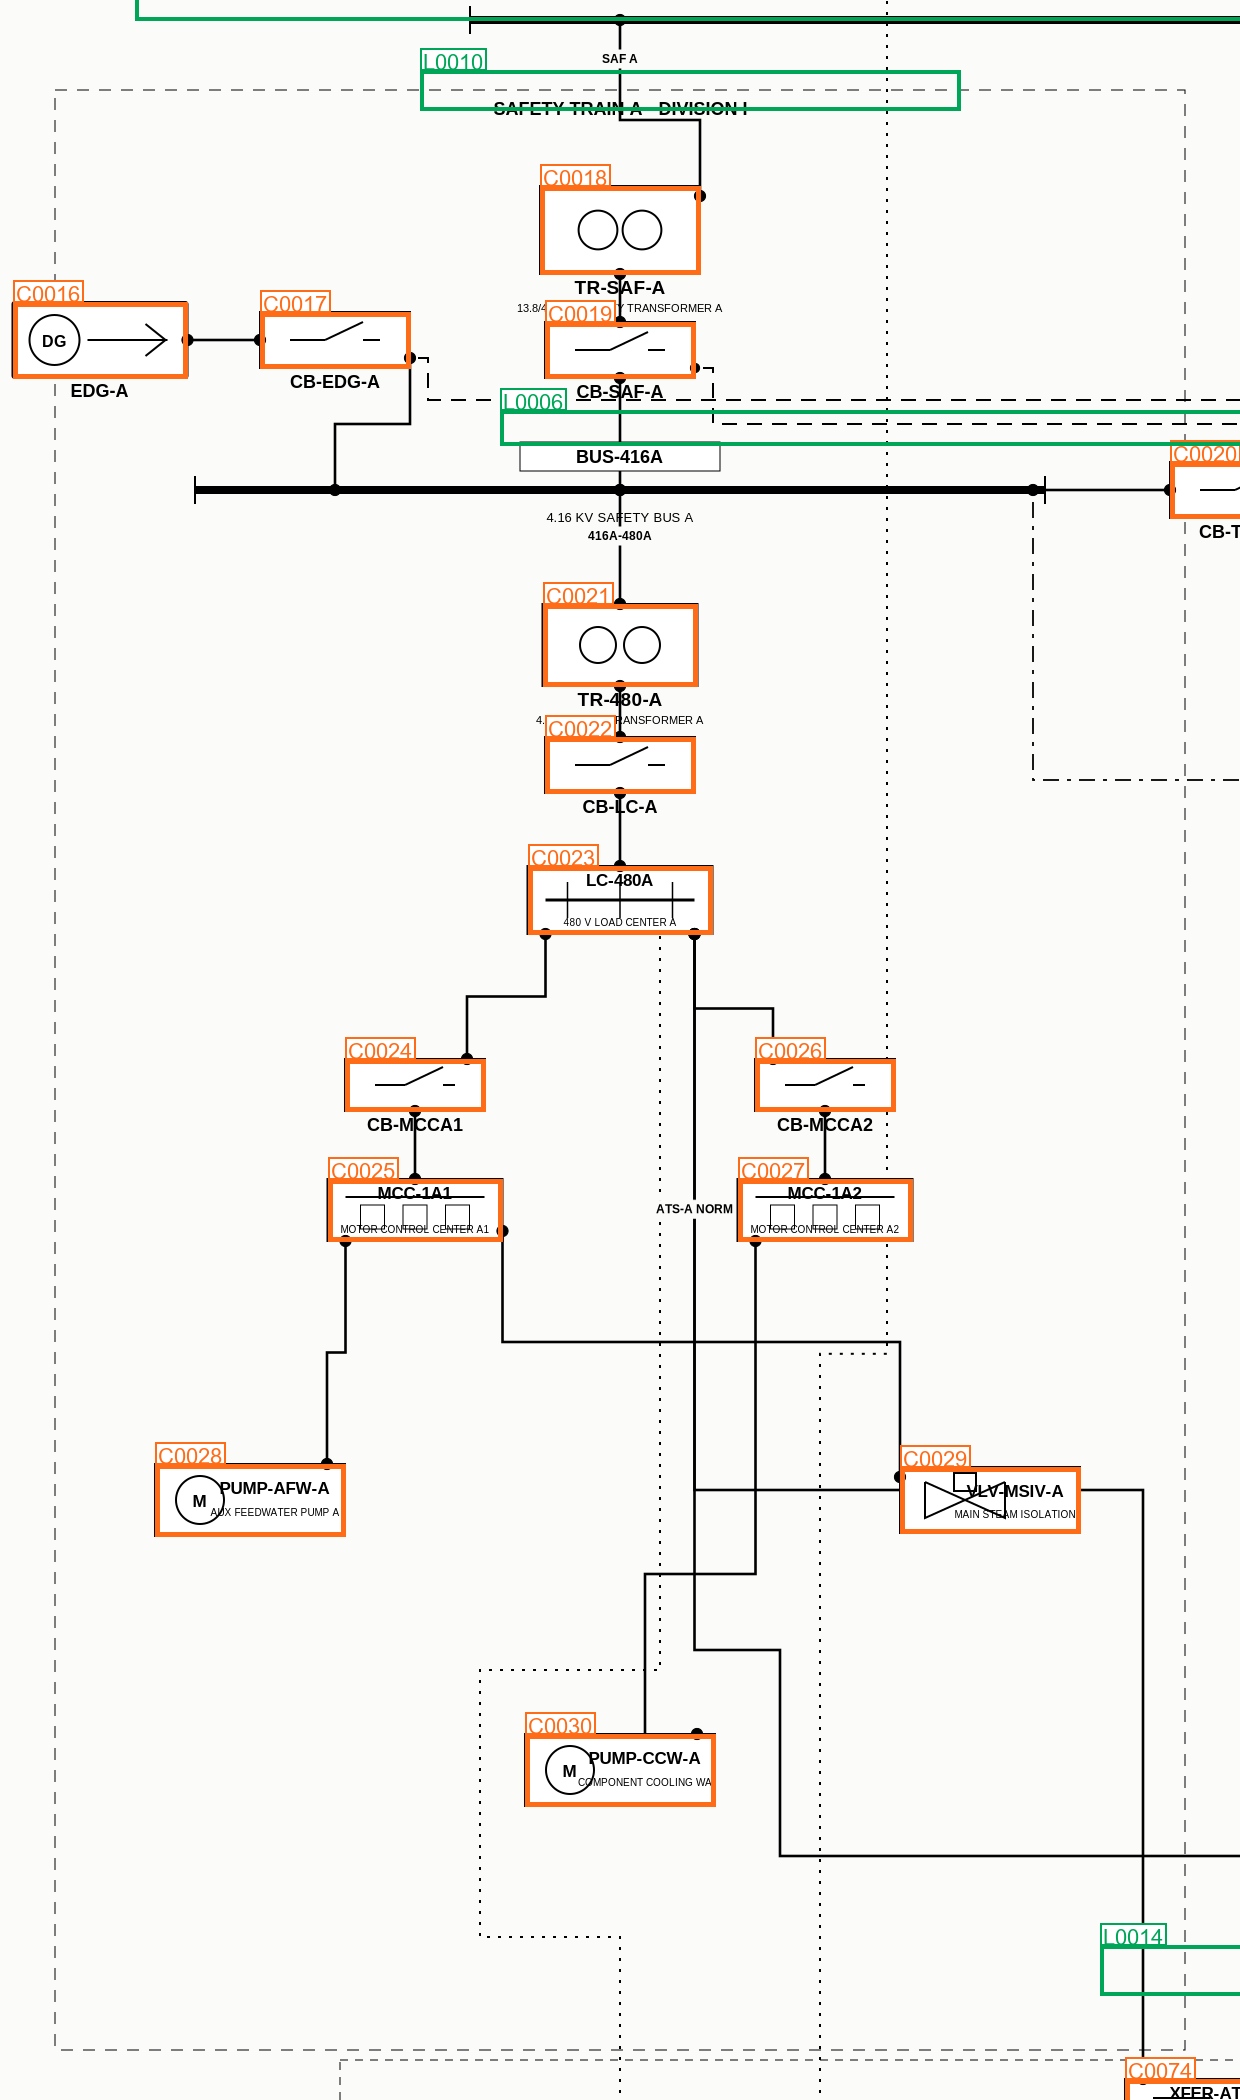 SAF A
L0010
SAFETY TRAIN A DIVISION I
C0018
TR-SAF-A
13.8/4 Y TRANSFORMER A
C0016
DG
EDG-A
C0017
CB-EDG-A
C0019
CB-SAF-A
L0006
BUS-416A
C0020
CB-T
4.16 KV SAFETY BUS A
416A-480A
C0021
TR-480-A
4. RANSFORMER A
C0022
CB-LC-A
C0023
LC-480A
480 V LOAD CENTER A
C0024
CB-MCCA1
C0026
CB-MCCA2
C0025
MCC-1A1
MOTOR CONTROL CENTER A1
ATS-A NORM
C0027
MCC-1A2
MOTOR CONTROL CENTER A2
C0028
M
PUMP-AFW-A
AUX FEEDWATER PUMP A
C0029
VLV-MSIV-A
MAIN STEAM ISOLATION
C0030
M
PUMP-CCW-A
COMPONENT COOLING WA
L0014
C0074
XFER-AT